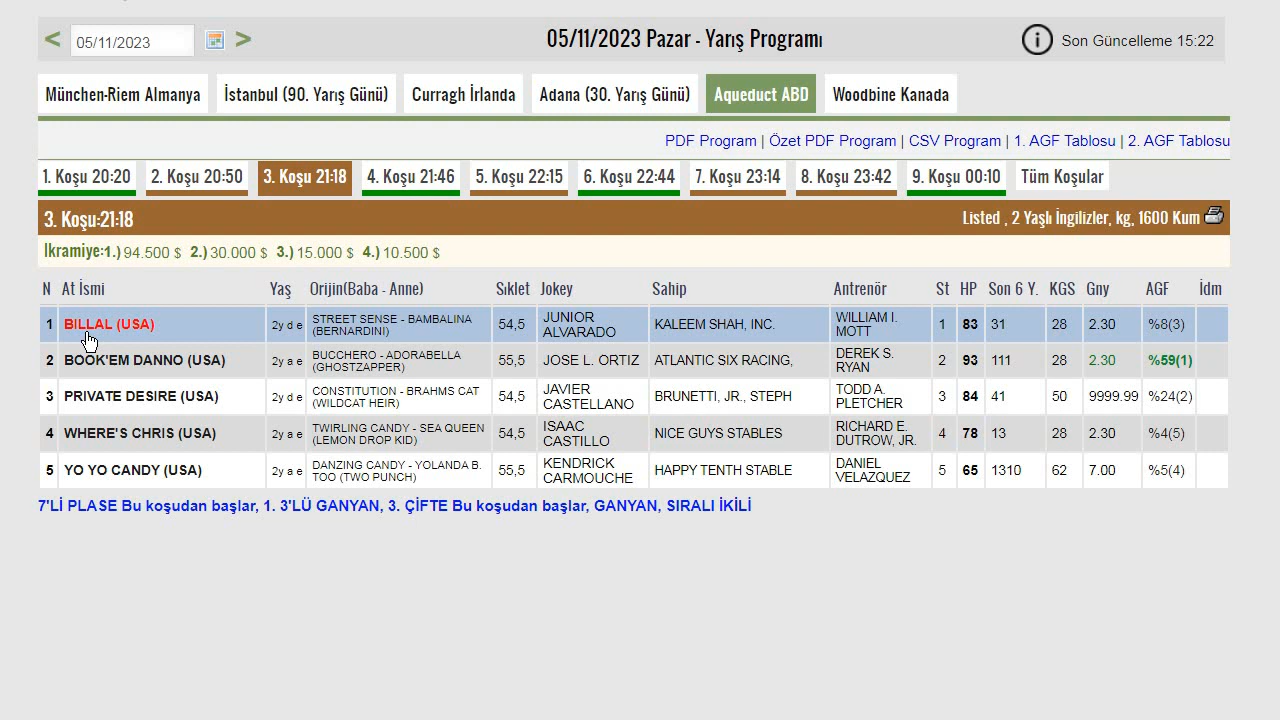 05/11/2023
05/11/2023 Pazar - Yarış Programı
Son Güncelleme 15:22
München-Riem Almanya
İstanbul (90. Yarış Günü)
Curragh İrlanda
Adana (30. Yarış Günü)
Aqueduct ABD
Woodbine Kanada
PDF Program | Özet PDF Program | CSV Program | 1. AGF Tablosu | 2. AGF Tablosu
1. Koşu 20:20
2. Koşu 20:50
3. Koşu 21:18
4. Koşu 21:46
5. Koşu 22:15
6. Koşu 22:44
7. Koşu 23:14
8. Koşu 23:42
9. Koşu 00:10
Tüm Koşular
3. Koşu:21:18
Listed , 2 Yaşlı İngilizler, kg, 1600 Kum
İkramiye:1.) 94.500 $ 2.) 30.000 $ 3.) 15.000 $ 4.) 10.500 $
N At İsmi Yaş Orijin(Baba - Anne) Sıklet Jokey Sahip Antrenör St HP Son 6 Y. KGS Gny AGF İdm
1 BILLAL (USA) 2y d e STREET SENSE - BAMBALINA (BERNARDINI) 54,5 JUNIOR ALVARADO KALEEM SHAH, INC. WILLIAM I. MOTT 1 83 31 28 2.30 %8(3)
2 BOOK'EM DANNO (USA) 2y a e BUCCHERO - ADORABELLA (GHOSTZAPPER) 55,5 JOSE L. ORTIZ ATLANTIC SIX RACING, DEREK S. RYAN 2 93 111 28 2.30 %59(1)
3 PRIVATE DESIRE (USA) 2y d e CONSTITUTION - BRAHMS CAT (WILDCAT HEIR) 54,5 JAVIER CASTELLANO BRUNETTI, JR., STEPH TODD A. PLETCHER 3 84 41 50 9999.99 %24(2)
4 WHERE'S CHRIS (USA) 2y a e TWIRLING CANDY - SEA QUEEN (LEMON DROP KID) 54,5 ISAAC CASTILLO NICE GUYS STABLES RICHARD E. DUTROW, JR. 4 78 13 28 2.30 %4(5)
5 YO YO CANDY (USA) 2y a e DANZING CANDY - YOLANDA B. TOO (TWO PUNCH) 55,5 KENDRICK CARMOUCHE HAPPY TENTH STABLE DANIEL VELAZQUEZ 5 65 1310 62 7.00 %5(4)
7'Lİ PLASE Bu koşudan başlar, 1. 3'LÜ GANYAN, 3. ÇİFTE Bu koşudan başlar, GANYAN, SIRALI İKİLİ